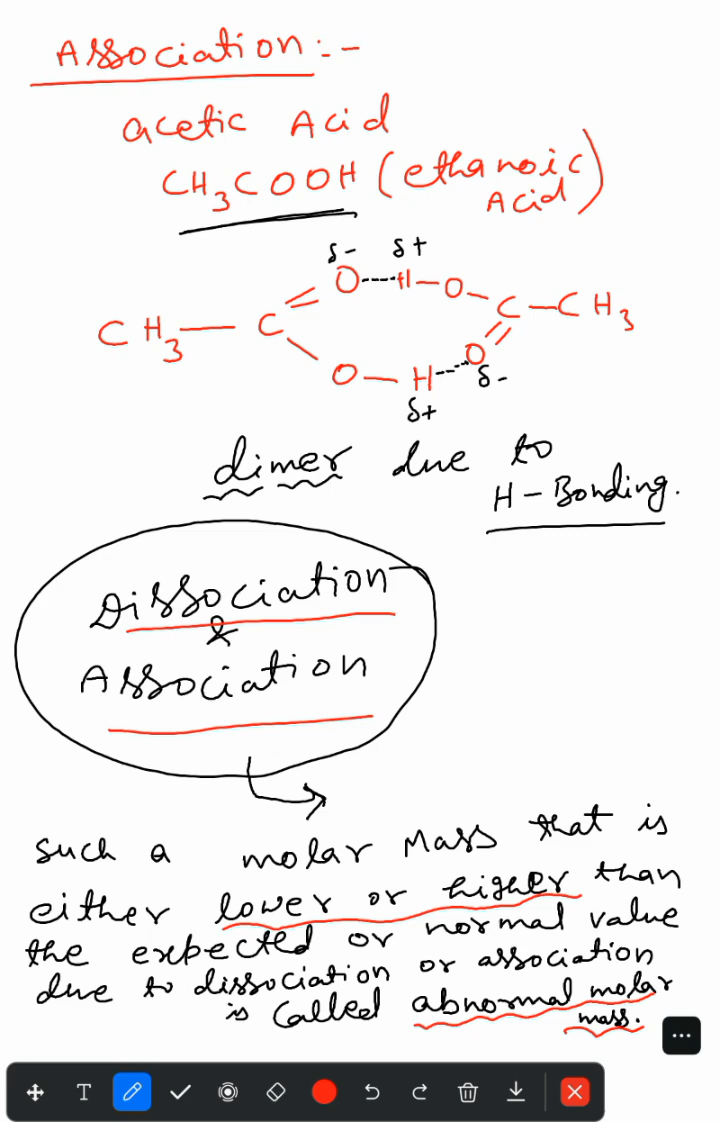 Association:-
acetic Acid
CH3COOH (ethanoic
Acid)
δ- δ+
O----H-O
CH3-C C-CH3
O-H---O
δ+ δ-
dimer due to
H-Bonding.
Dissociation
&
Association
such a molar Mass that is
either lower or higher than
the expected or normal value
due to dissociation or association
is called abnormal molar
mass.
T